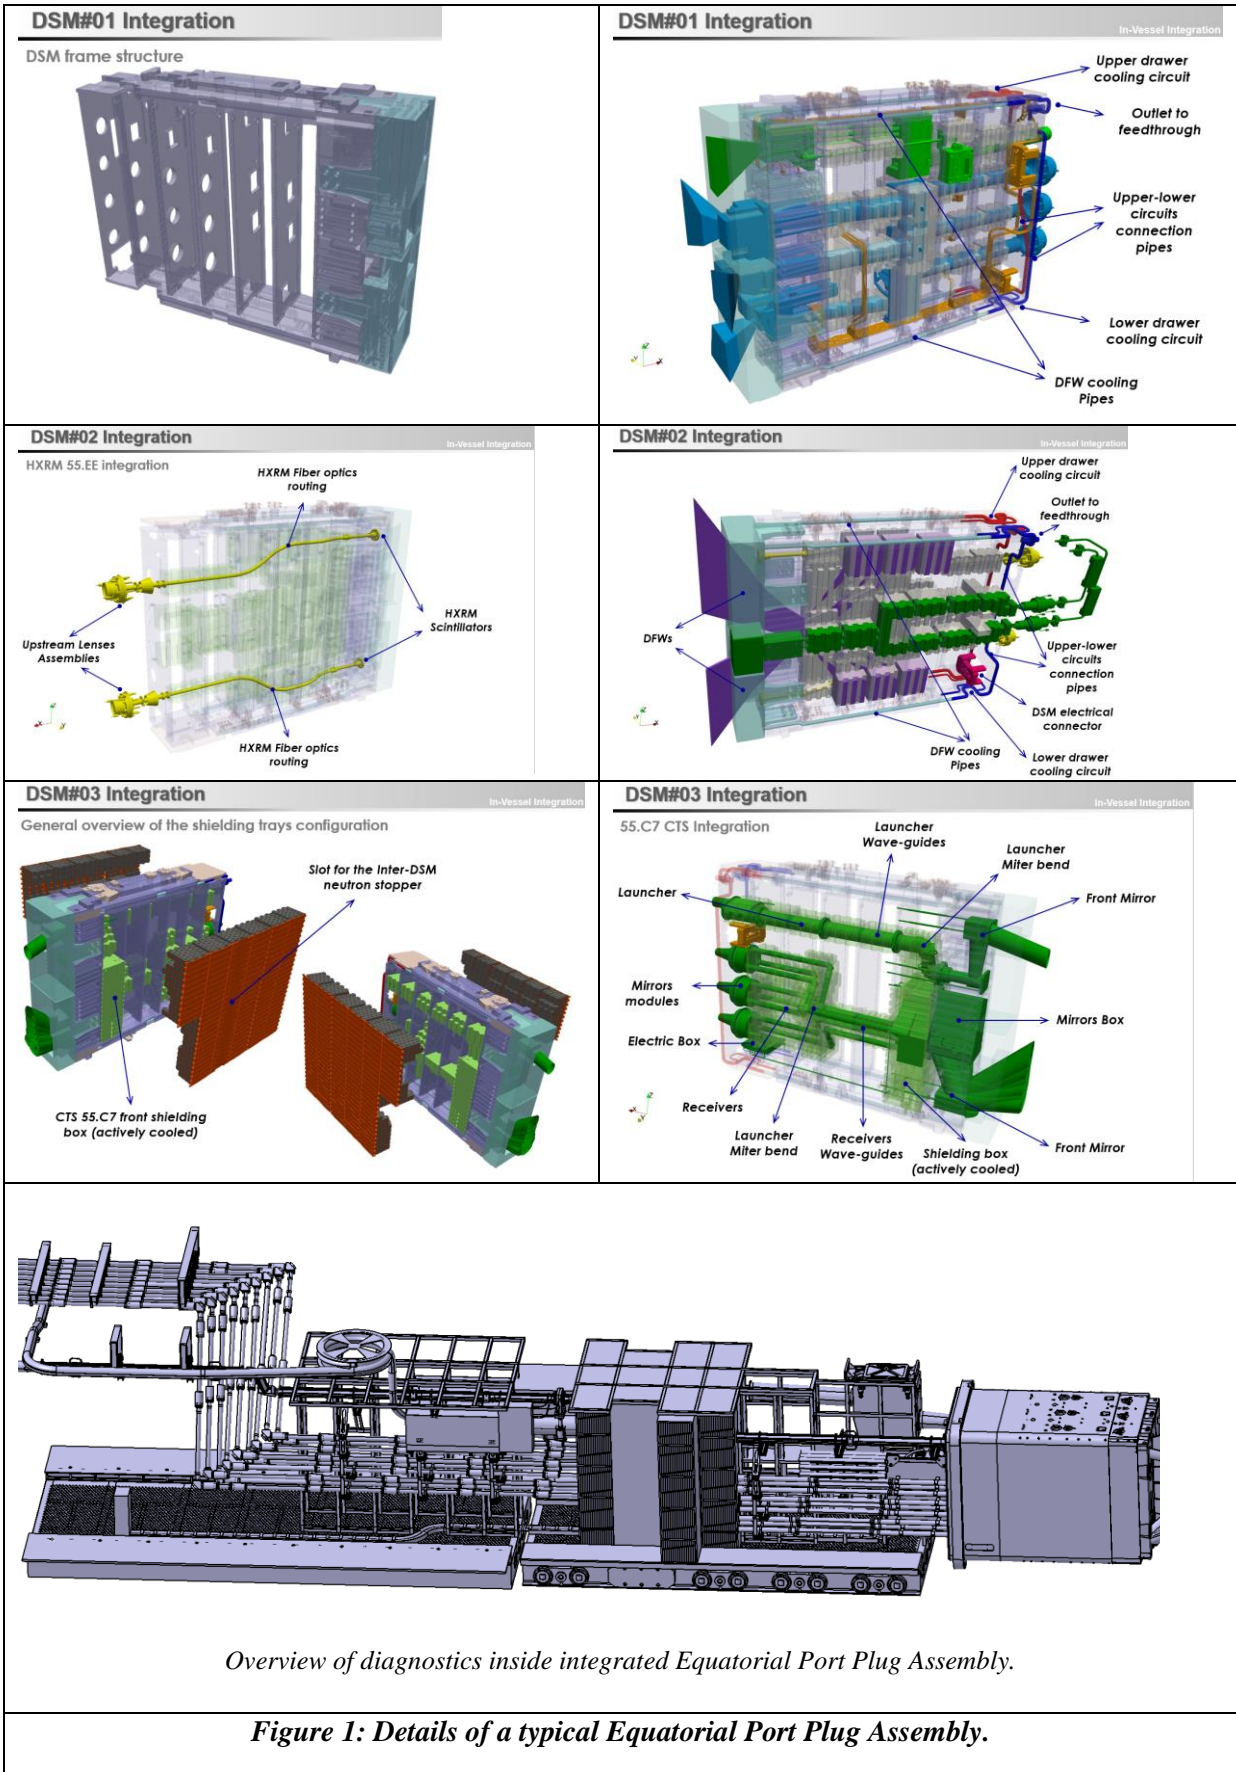 DSM#01 Integration
DSM frame structure
DSM#01 Integration
In-Vessel Integration
Upper drawer
cooling circuit
Outlet to
feedthrough
Upper-lower
circuits
connection
pipes
Lower drawer
cooling circuit
DFW cooling
Pipes
DSM#02 Integration
In-Vessel Integration
HXRM 55.EE integration
HXRM Fiber optics
routing
HXRM
Scintillators
Upstream Lenses
Assemblies
HXRM Fiber optics
routing
DSM#02 Integration
In-Vessel Integration
Upper drawer
cooling circuit
Outlet to
feedthrough
DFWs
Upper-lower
circuits
connection
pipes
DSM electrical
connector
DFW cooling
Pipes
Lower drawer
cooling circuit
DSM#03 Integration
In-Vessel Integration
General overview of the shielding trays configuration
Slot for the Inter-DSM
neutron stopper
CTS 55.C7 front shielding
box (actively cooled)
DSM#03 Integration
In-Vessel Integration
55.C7 CTS Integration
Launcher
Wave-guides
Launcher
Miter bend
Launcher
Front Mirror
Mirrors
modules
Mirrors Box
Electric Box
Receivers
Launcher
Miter bend
Receivers
Wave-guides
Shielding box
(actively cooled)
Front Mirror
Overview of diagnostics inside integrated Equatorial Port Plug Assembly.
Figure 1: Details of a typical Equatorial Port Plug Assembly.